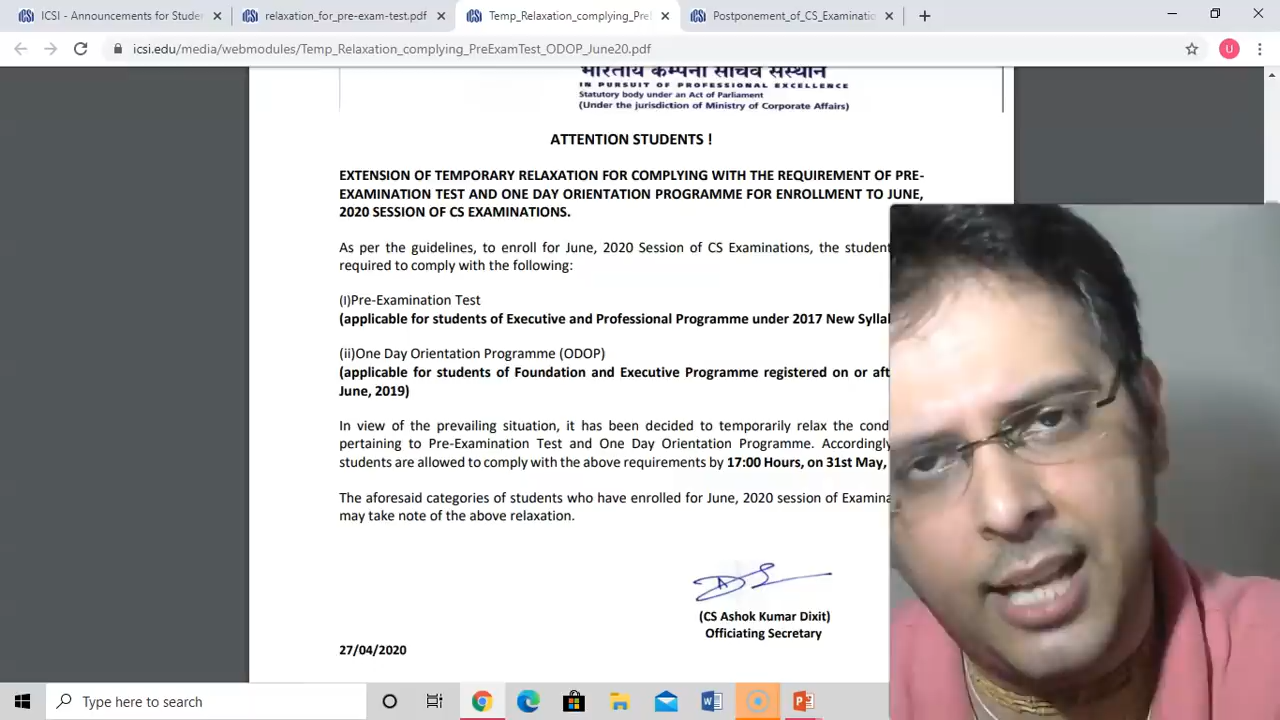 ICSI - Announcements for Studen
relaxation_for_pre-exam-test.pdf
Temp_Relaxation_complying_Pre
Postponement_of_CS_Examinatio
icsi.edu/media/webmodules/Temp_Relaxation_complying_PreExamTest_ODOP_June20.pdf
U
भारतीय कम्पनी सचिव संस्थान
IN PURSUIT OF PROFESSIONAL EXCELLENCE
Statutory body under an Act of Parliament
(Under the jurisdiction of Ministry of Corporate Affairs)
ATTENTION STUDENTS !
EXTENSION OF TEMPORARY RELAXATION FOR COMPLYING WITH THE REQUIREMENT OF PRE-
EXAMINATION TEST AND ONE DAY ORIENTATION PROGRAMME FOR ENROLLMENT TO JUNE,
2020 SESSION OF CS EXAMINATIONS.
As per the guidelines, to enroll for June, 2020 Session of CS Examinations, the student
required to comply with the following:
(I)Pre-Examination Test
(applicable for students of Executive and Professional Programme under 2017 New Syllal
(ii)One Day Orientation Programme (ODOP)
(applicable for students of Foundation and Executive Programme registered on or aft
June, 2019)
In view of the prevailing situation, it has been decided to temporarily relax the cond
pertaining to Pre-Examination Test and One Day Orientation Programme. Accordingly
students are allowed to comply with the above requirements by 17:00 Hours, on 31st May,
The aforesaid categories of students who have enrolled for June, 2020 session of Examina
may take note of the above relaxation.
(CS Ashok Kumar Dixit)
Officiating Secretary
27/04/2020
Type here to search